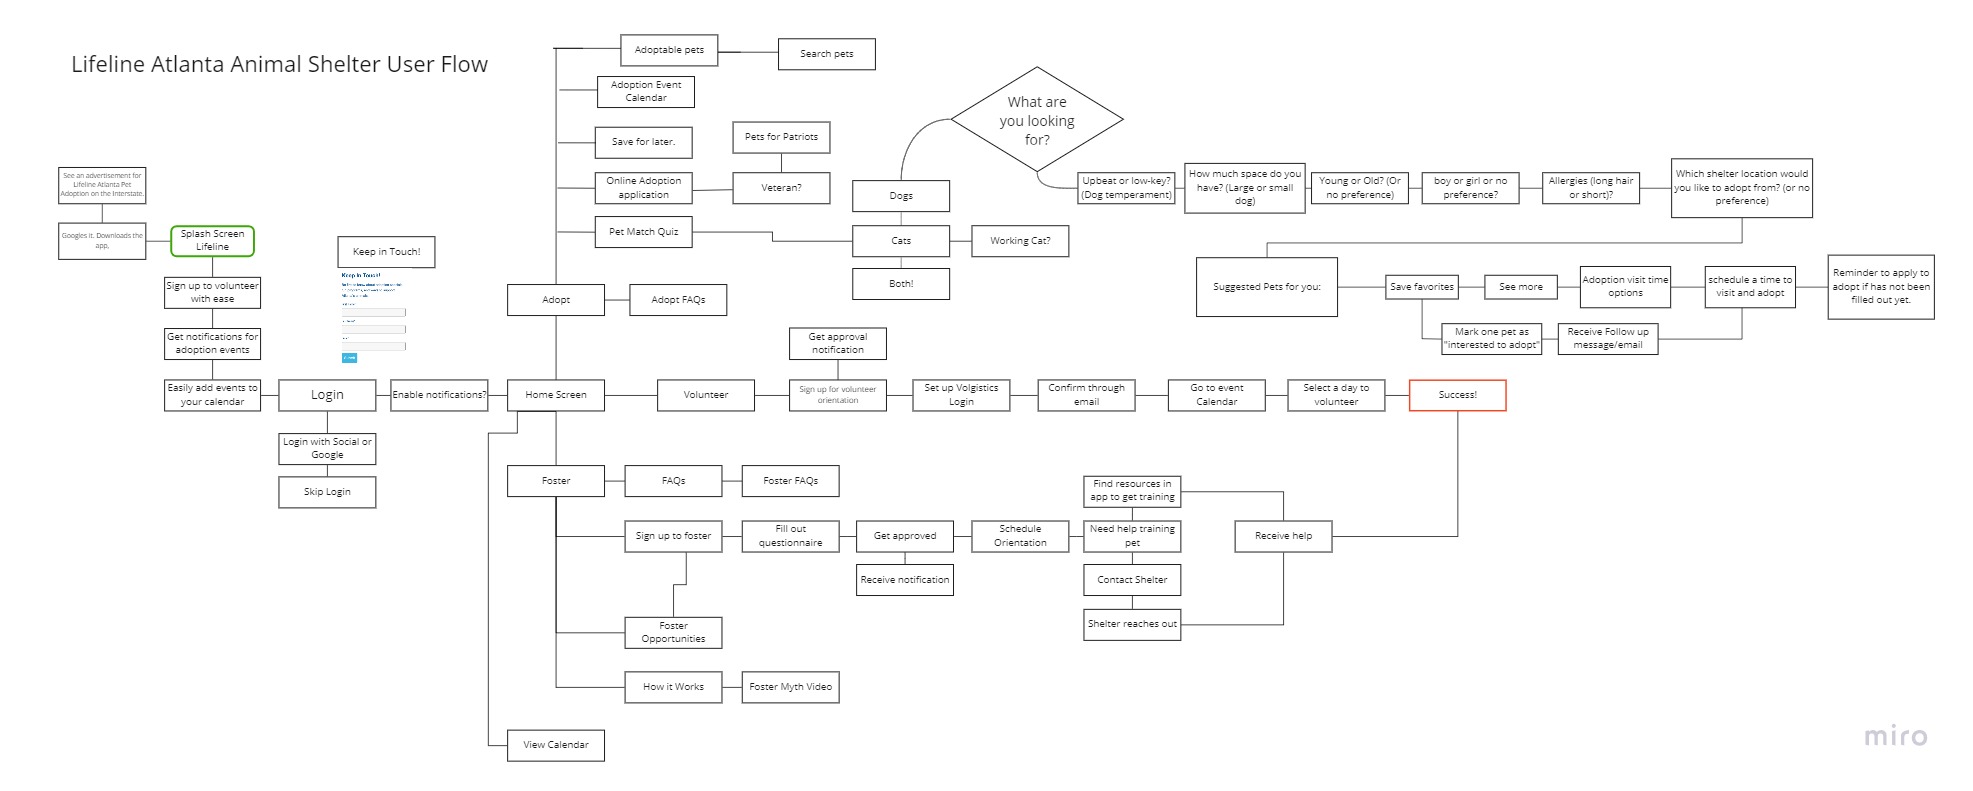 Lifeline Atlanta Animal Shelter User Flow
Adoptable pets
Search pets
Adoption Event
Calendar
Save for later.
Pets for Patriots
Online Adoption
application
Veteran?
Pet Match Quiz
Dogs
Cats
Both!
Working Cat?
What are
you looking
for?
Upbeat or low-key?
(Dog temperament)
How much space do you
have? (Large or small
dog)
Young or Old? (Or
no preference)
boy or girl or no
preference?
Allergies (long hair
or short)?
Which shelter location would
you like to adopt from? (or no
preference)
Suggested Pets for you:
Save favorites
See more
Adoption visit time
options
schedule a time to
visit and adopt
Reminder to apply to
adopt if has not been
filled out yet.
Mark one pet as
"interested to adopt"
Receive Follow up
message/email
See an advertisement for
Lifeline Atlanta Pet
Adoption on the Interstate.
Googles it. Downloads the
app,
Splash Screen
Lifeline
Sign up to volunteer
with ease
Get notifications for
adoption events
Easily add events to
your calendar
Keep in Touch!
Keep In Touch!
Login
Login with Social or
Google
Skip Login
Enable notifications?
Home Screen
Adopt
Adopt FAQs
Volunteer
Get approval
notification
Sign up for volunteer
orientation
Set up Volgistics
Login
Confirm through
email
Go to event
Calendar
Select a day to
volunteer
Success!
Foster
FAQs
Foster FAQs
Sign up to foster
Fill out
questionnaire
Get approved
Receive notification
Schedule
Orientation
Find resources in
app to get training
Need help training
pet
Contact Shelter
Shelter reaches out
Receive help
Foster
Opportunities
How it Works
Foster Myth Video
View Calendar
miro